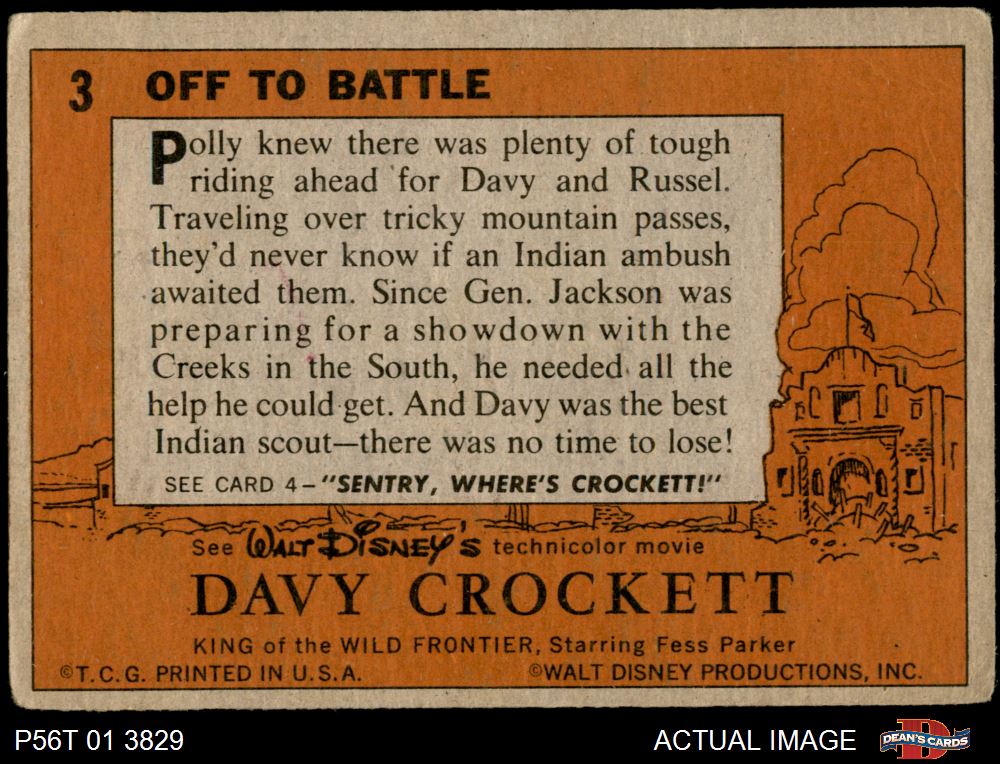 3 OFF TO BATTLE
Polly knew there was plenty of tough
riding ahead for Davy and Russel.
Traveling over tricky mountain passes,
they'd never know if an Indian ambush
awaited them. Since Gen. Jackson was
preparing for a showdown with the
Creeks in the South, he needed all the
help he could get. And Davy was the best
Indian scout—there was no time to lose!
SEE CARD 4—"SENTRY, WHERE'S CROCKETT!"
See WALT DISNEY'S technicolor movie
DAVY CROCKETT
KING of the WILD FRONTIER, Starring Fess Parker
©T.C.G. PRINTED IN U.S.A. ©WALT DISNEY PRODUCTIONS, INC.
P56T 01 3829 ACTUAL IMAGE DEAN'S CARDS